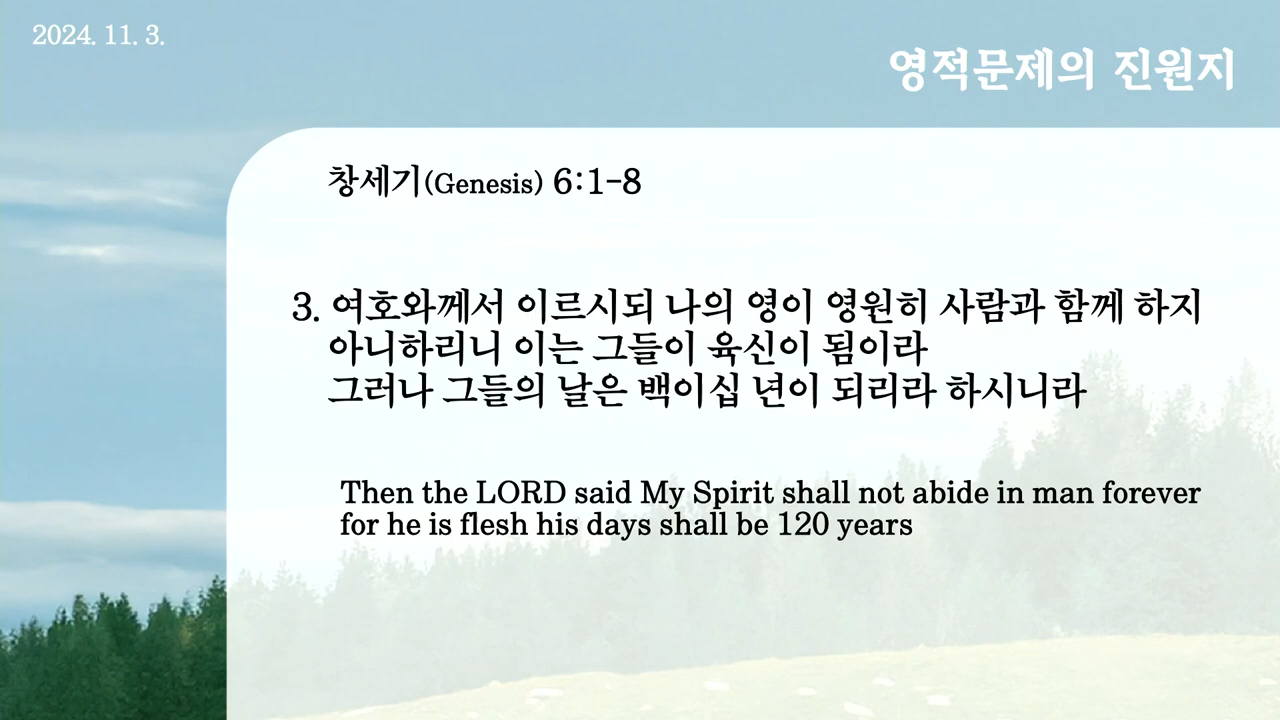 2024. 11. 3.
영적문제의 진원지
창세기(Genesis) 6:1-8
3. 여호와께서 이르시되 나의 영이 영원히 사람과 함께 하지
아니하리니 이는 그들이 육신이 됨이라
그러나 그들의 날은 백이십 년이 되리라 하시니라
Then the LORD said My Spirit shall not abide in man forever
for he is flesh his days shall be 120 years